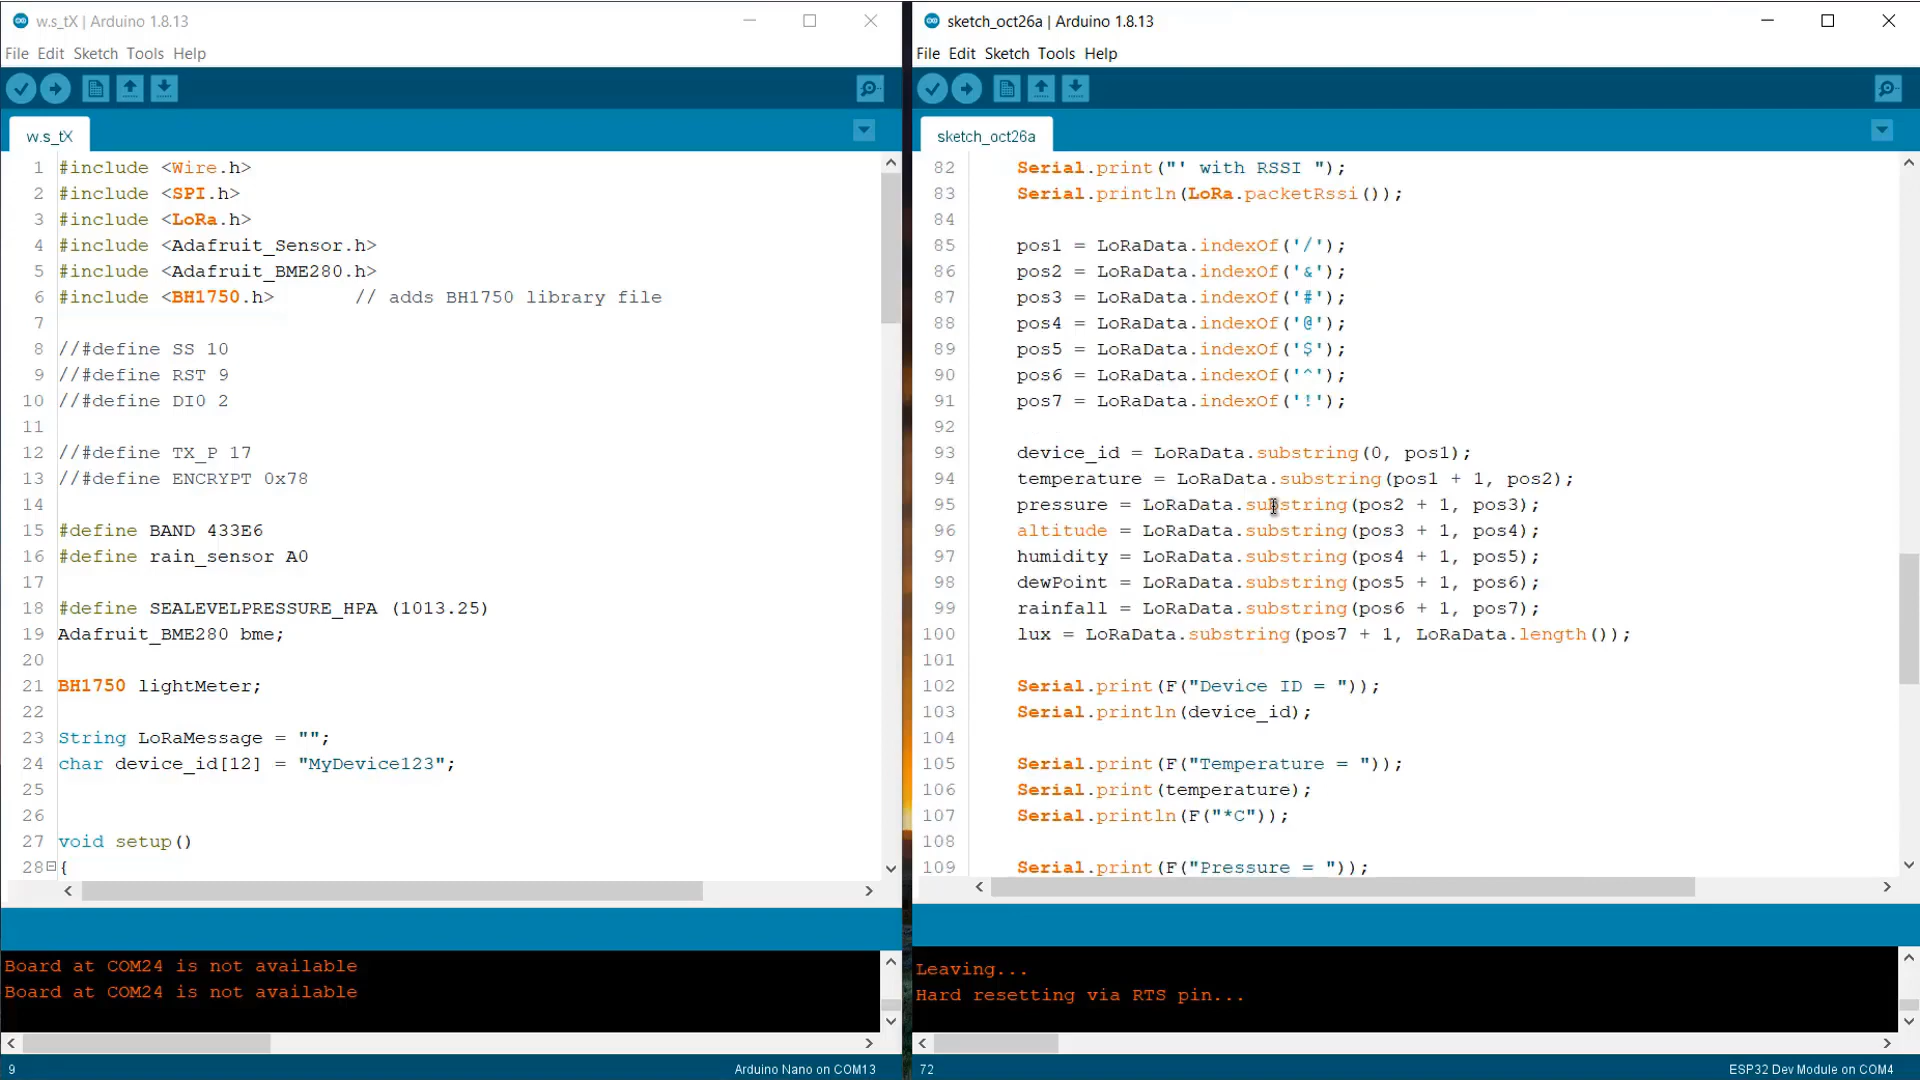 w.s_tX | Arduino 1.8.13
File Edit Sketch Tools Help
w.s_tX
1 #include <Wire.h>
2 #include <SPI.h>
3 #include <LoRa.h>
4 #include <Adafruit_Sensor.h>
5 #include <Adafruit_BME280.h>
6 #include <BH1750.h> // adds BH1750 library file
7
8 //#define SS 10
9 //#define RST 9
10 //#define DI0 2
11
12 //#define TX_P 17
13 //#define ENCRYPT 0x78
14
15 #define BAND 433E6
16 #define rain_sensor A0
17
18 #define SEALEVELPRESSURE_HPA (1013.25)
19 Adafruit_BME280 bme;
20
21 BH1750 lightMeter;
22
23 String LoRaMessage = "";
24 char device_id[12] = "MyDevice123";
25
26
27 void setup()
28 {
Board at COM24 is not available
Board at COM24 is not available
9
Arduino Nano on COM13
sketch_oct26a | Arduino 1.8.13
File Edit Sketch Tools Help
sketch_oct26a
82 Serial.print("' with RSSI ");
83 Serial.println(LoRa.packetRssi());
84
85 pos1 = LoRaData.indexOf('/');
86 pos2 = LoRaData.indexOf('&');
87 pos3 = LoRaData.indexOf('#');
88 pos4 = LoRaData.indexOf('@');
89 pos5 = LoRaData.indexOf('$');
90 pos6 = LoRaData.indexOf('^');
91 pos7 = LoRaData.indexOf('!');
92
93 device_id = LoRaData.substring(0, pos1);
94 temperature = LoRaData.substring(pos1 + 1, pos2);
95 pressure = LoRaData.substring(pos2 + 1, pos3);
96 altitude = LoRaData.substring(pos3 + 1, pos4);
97 humidity = LoRaData.substring(pos4 + 1, pos5);
98 dewPoint = LoRaData.substring(pos5 + 1, pos6);
99 rainfall = LoRaData.substring(pos6 + 1, pos7);
100 lux = LoRaData.substring(pos7 + 1, LoRaData.length());
101
102 Serial.print(F("Device ID = "));
103 Serial.println(device_id);
104
105 Serial.print(F("Temperature = "));
106 Serial.print(temperature);
107 Serial.println(F("*C"));
108
109 Serial.print(F("Pressure = "));
Leaving...
Hard resetting via RTS pin...
72
ESP32 Dev Module on COM4